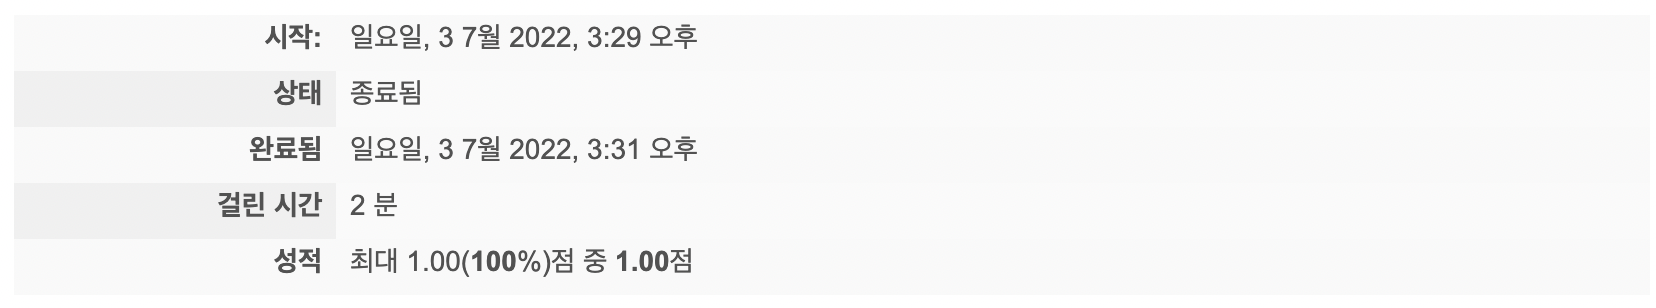 시작: 일요일, 3 7월 2022, 3:29 오후
상태 종료됨
완료됨 일요일, 3 7월 2022, 3:31 오후
걸린 시간 2 분
성적 최대 1.00(100%)점 중 1.00점